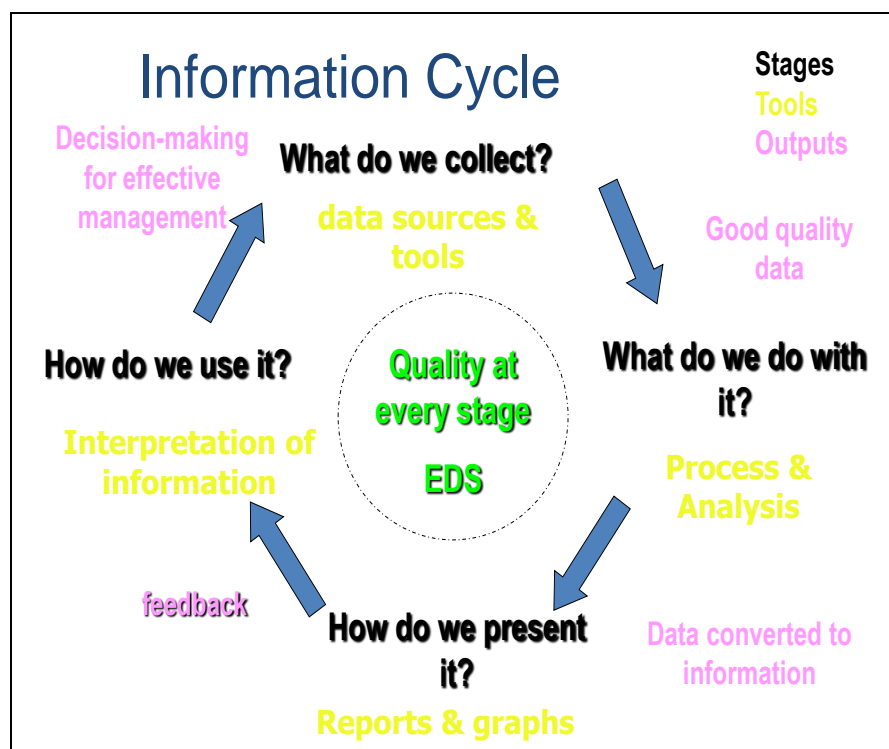 Information Cycle
Stages
Tools
Outputs
Decision-making
for effective
management
What do we collect?
data sources &
tools
Good quality
data
How do we use it?
Quality at
every stage
EDS
What do we do with
it?
Interpretation of
information
Process &
Analysis
feedback
How do we present
it?
Data converted to
information
Reports & graphs